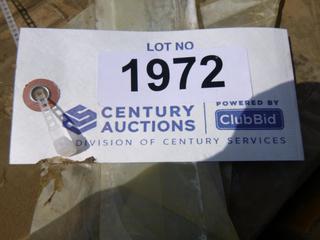 LOT NO
1972
CENTURY
AUCTIONS
POWERED BY
ClubBid
DIVISION OF CENTURY SERVICES